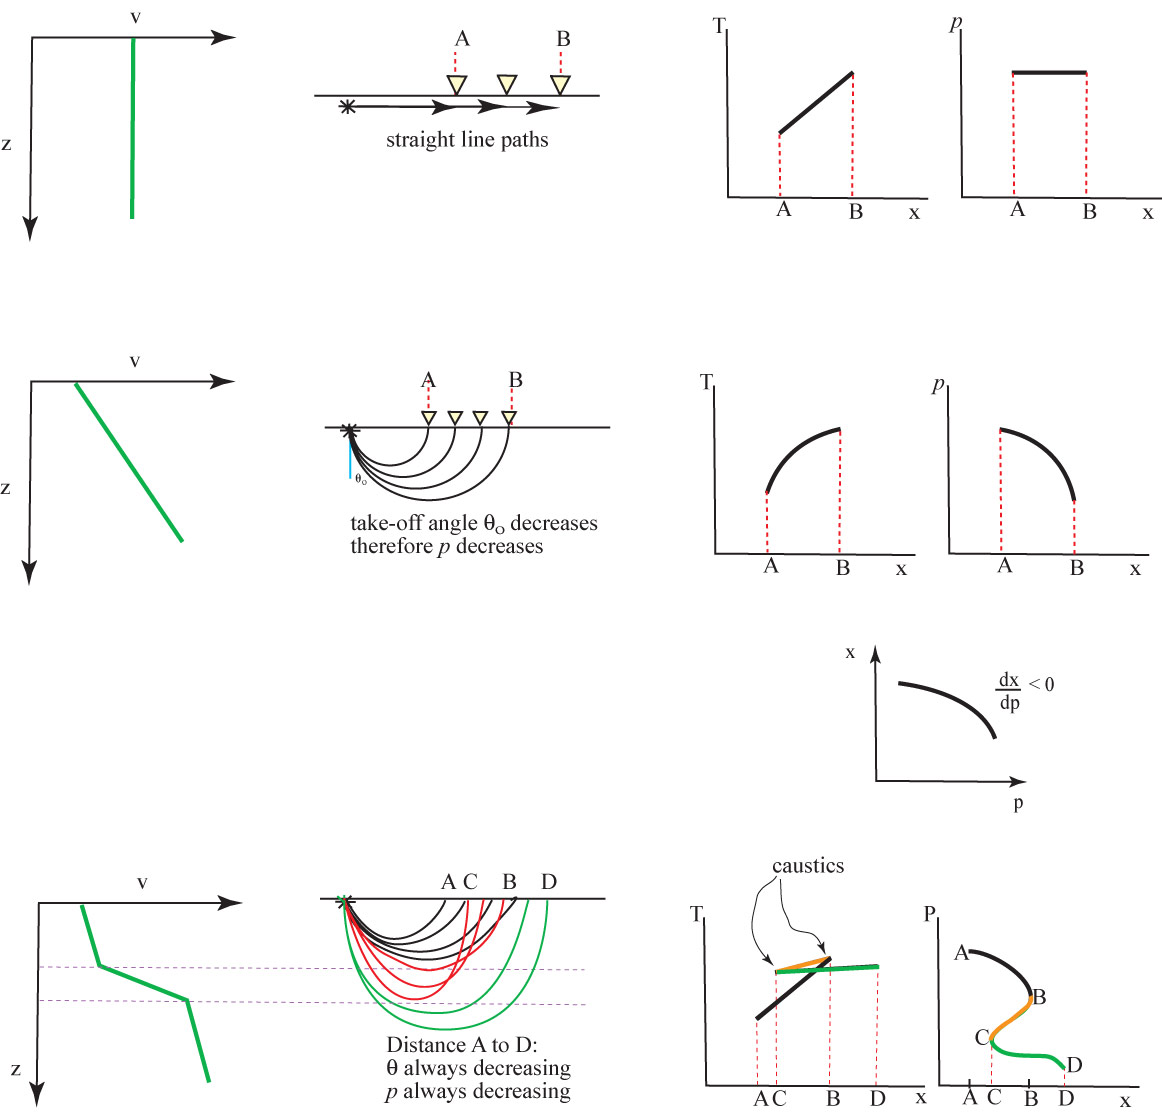 v
z
A B
straight line paths
T
A B x
p
A B x
v
z
A B
θo
take-off angle θo decreases
therefore p decreases
T
A B x
p
A B x
x
dx
dp
< 0
p
v
z
A C B D
Distance A to D:
θ always decreasing
p always decreasing
caustics
T
A C B D x
P
A
B
C
D
A C B D x